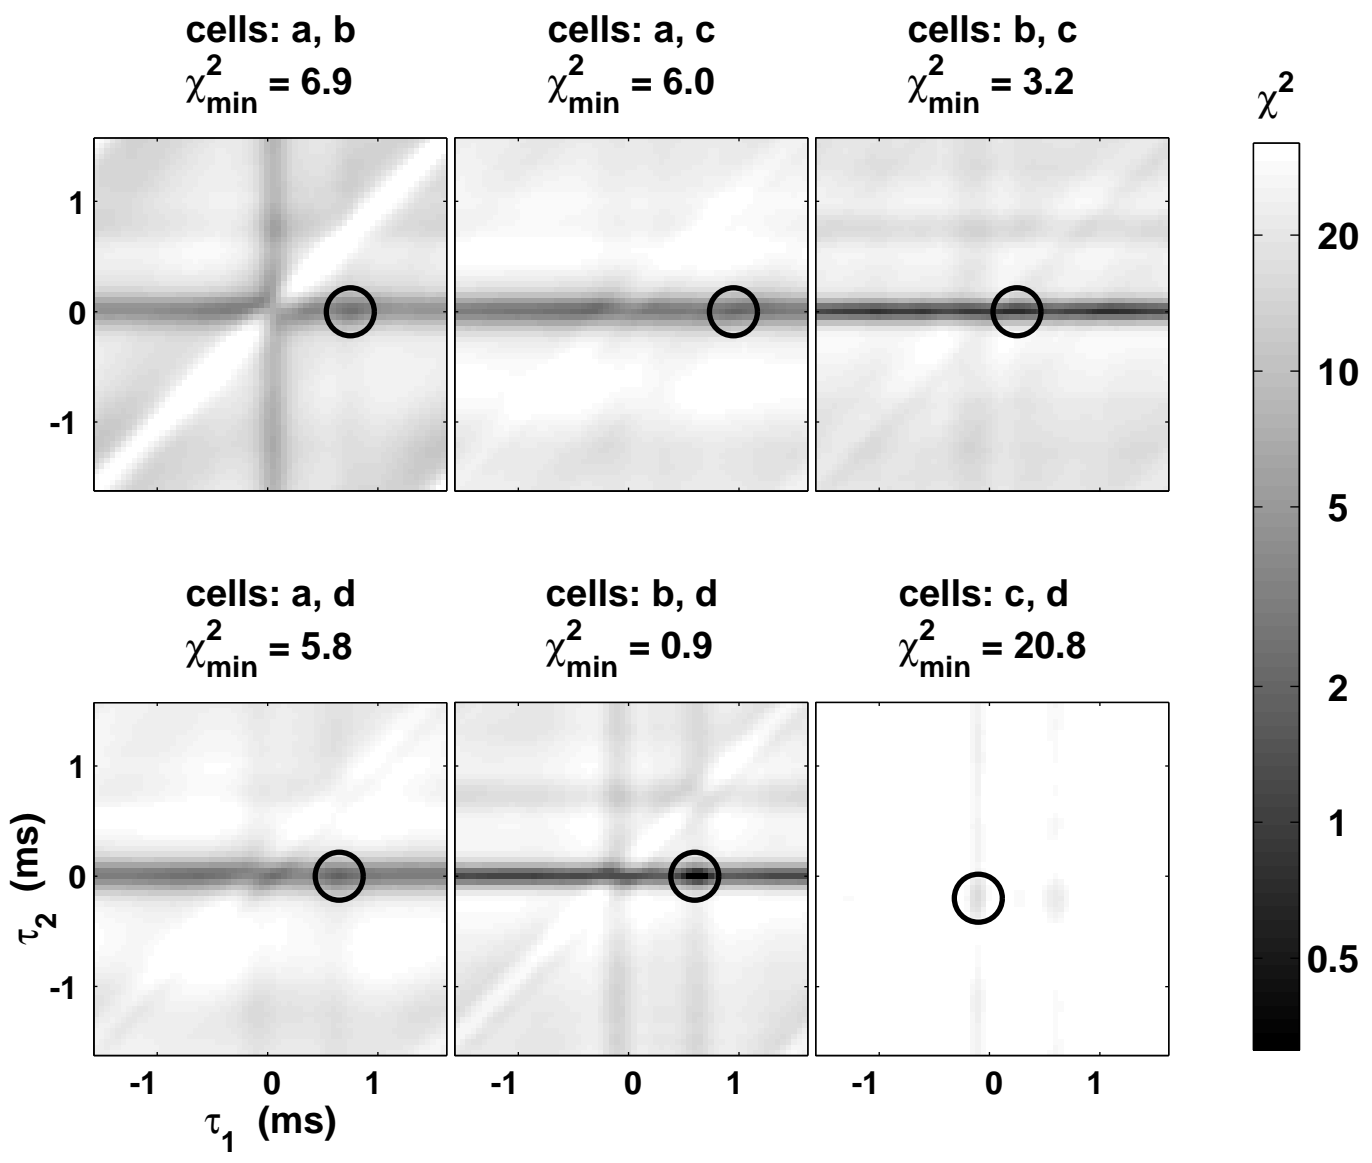 cells: a, b
χ²min = 6.9
cells: a, c
χ²min = 6.0
cells: b, c
χ²min = 3.2
χ²
1
0
-1
20
10
5
2
1
0.5
cells: a, d
χ²min = 5.8
cells: b, d
χ²min = 0.9
cells: c, d
χ²min = 20.8
1
0
-1
τ2 (ms)
-1 0 1
-1 0 1
-1 0 1
τ1 (ms)